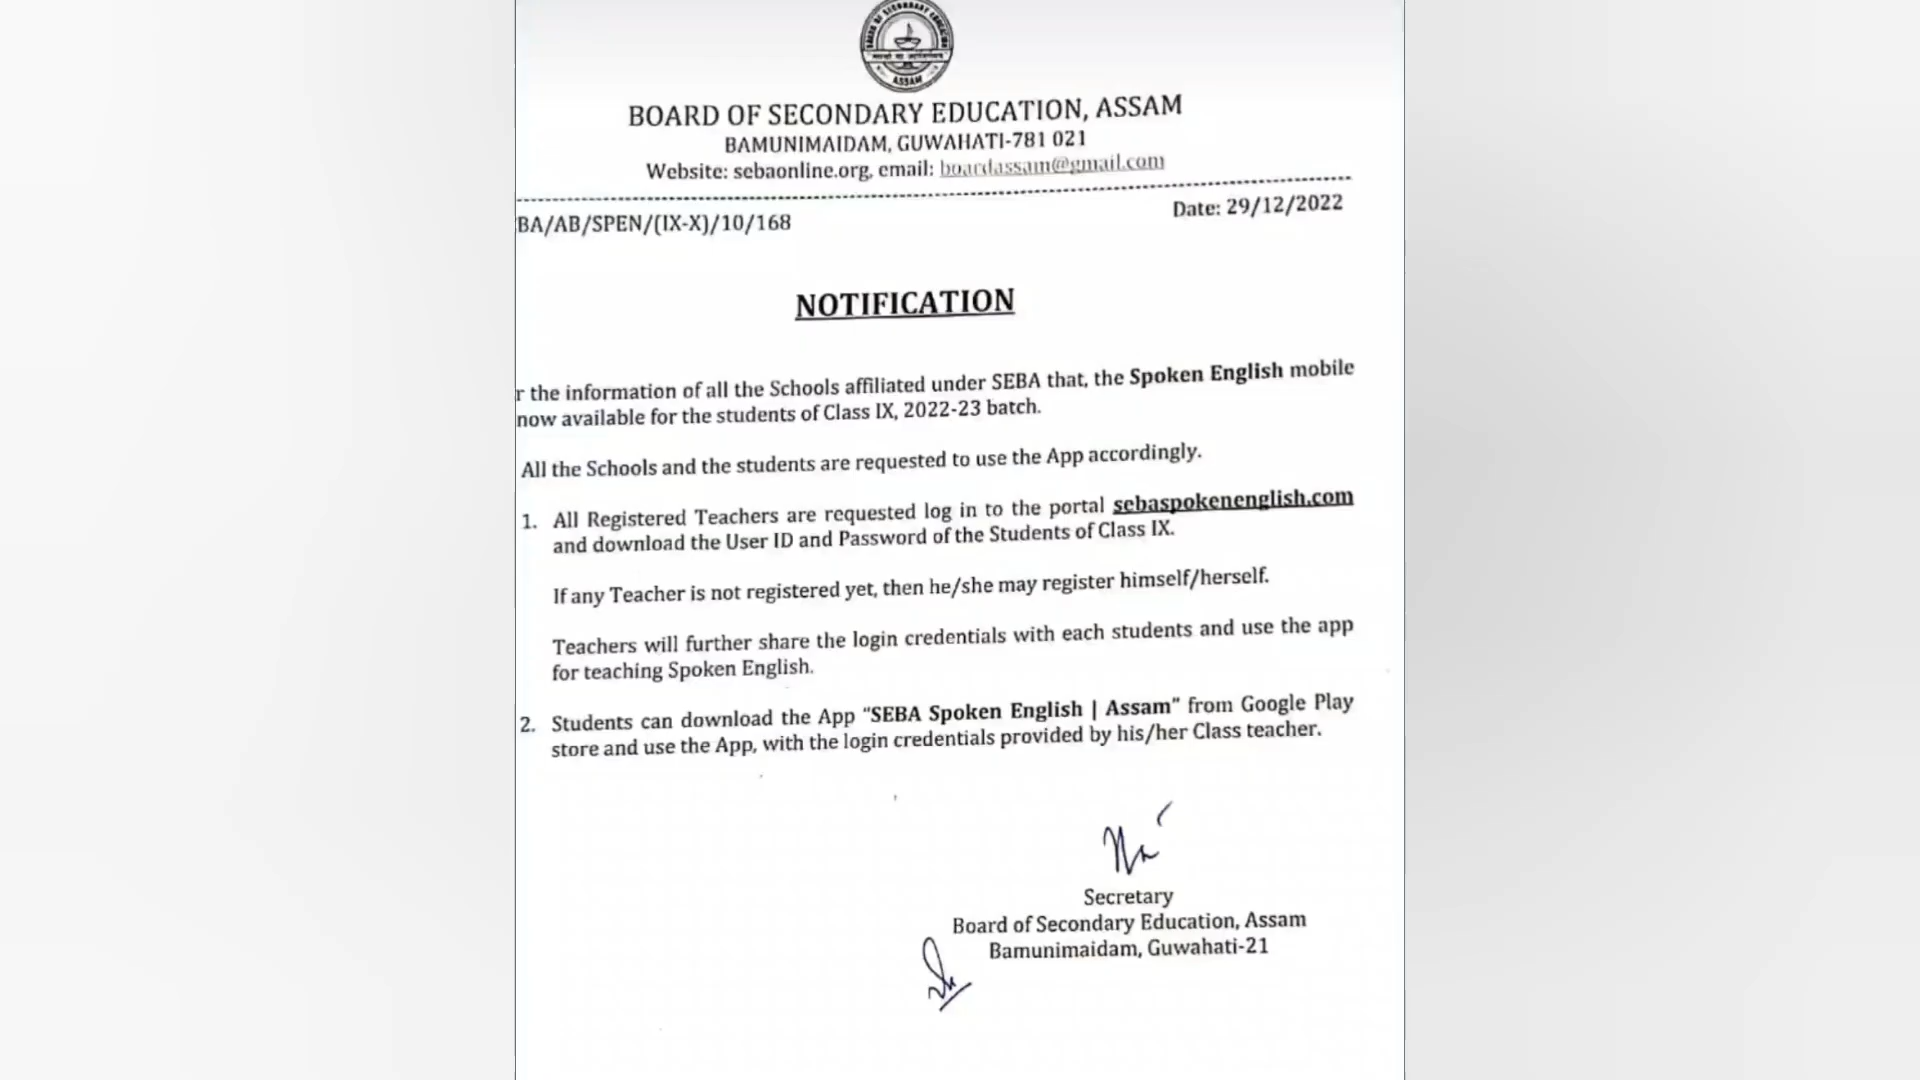 ASSAM
BOARD OF SECONDARY EDUCATION, ASSAM
BAMUNIMAIDAM, GUWAHATI-781 021
Website: sebaonline.org, email: boardassam@gmail.com
BA/AB/SPEN/(IX-X)/10/168
Date: 29/12/2022
NOTIFICATION
r the information of all the Schools affiliated under SEBA that, the Spoken English mobile
now available for the students of Class IX, 2022-23 batch.
All the Schools and the students are requested to use the App accordingly.
1. All Registered Teachers are requested log in to the portal sebaspokenenglish.com
and download the User ID and Password of the Students of Class IX.
If any Teacher is not registered yet, then he/she may register himself/herself.
Teachers will further share the login credentials with each students and use the app
for teaching Spoken English.
2. Students can download the App "SEBA Spoken English | Assam" from Google Play
store and use the App, with the login credentials provided by his/her Class teacher.
Secretary
Board of Secondary Education, Assam
Bamunimaidam, Guwahati-21